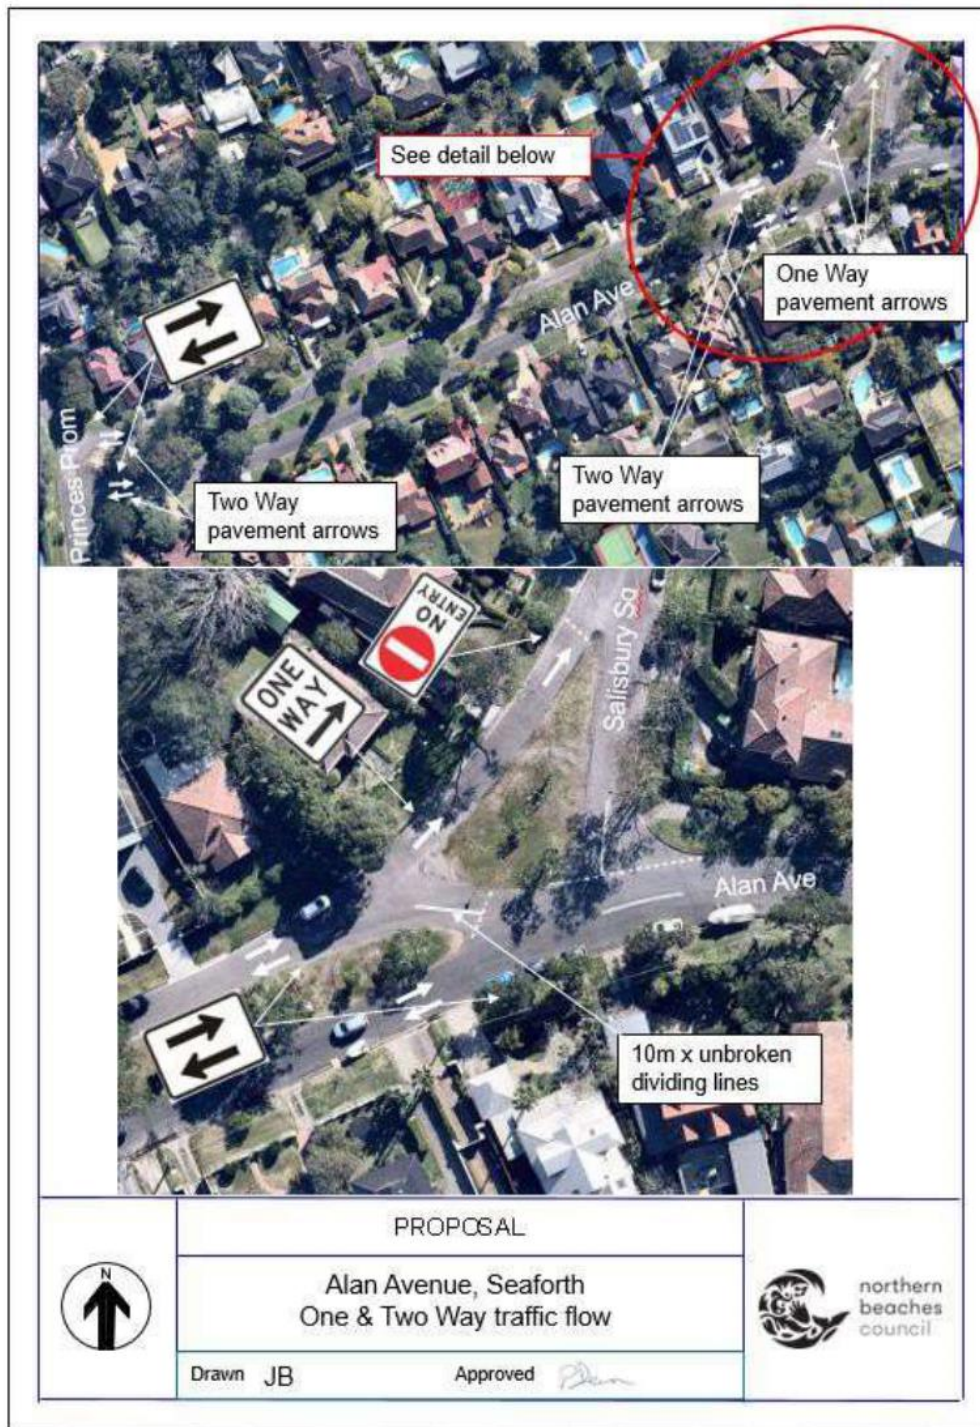 See detail below
One Way
pavement arrows
Alan Ave
Princes Prom
Two Way
pavement arrows
Two Way
pavement arrows
NO
ENTRY
ONE
WAY
Salisbury Sq
Alan Ave
10m x unbroken
dividing lines
PROPOSAL
N
Alan Avenue, Seaforth
One & Two Way traffic flow
northern
beaches
council
Drawn JB Approved